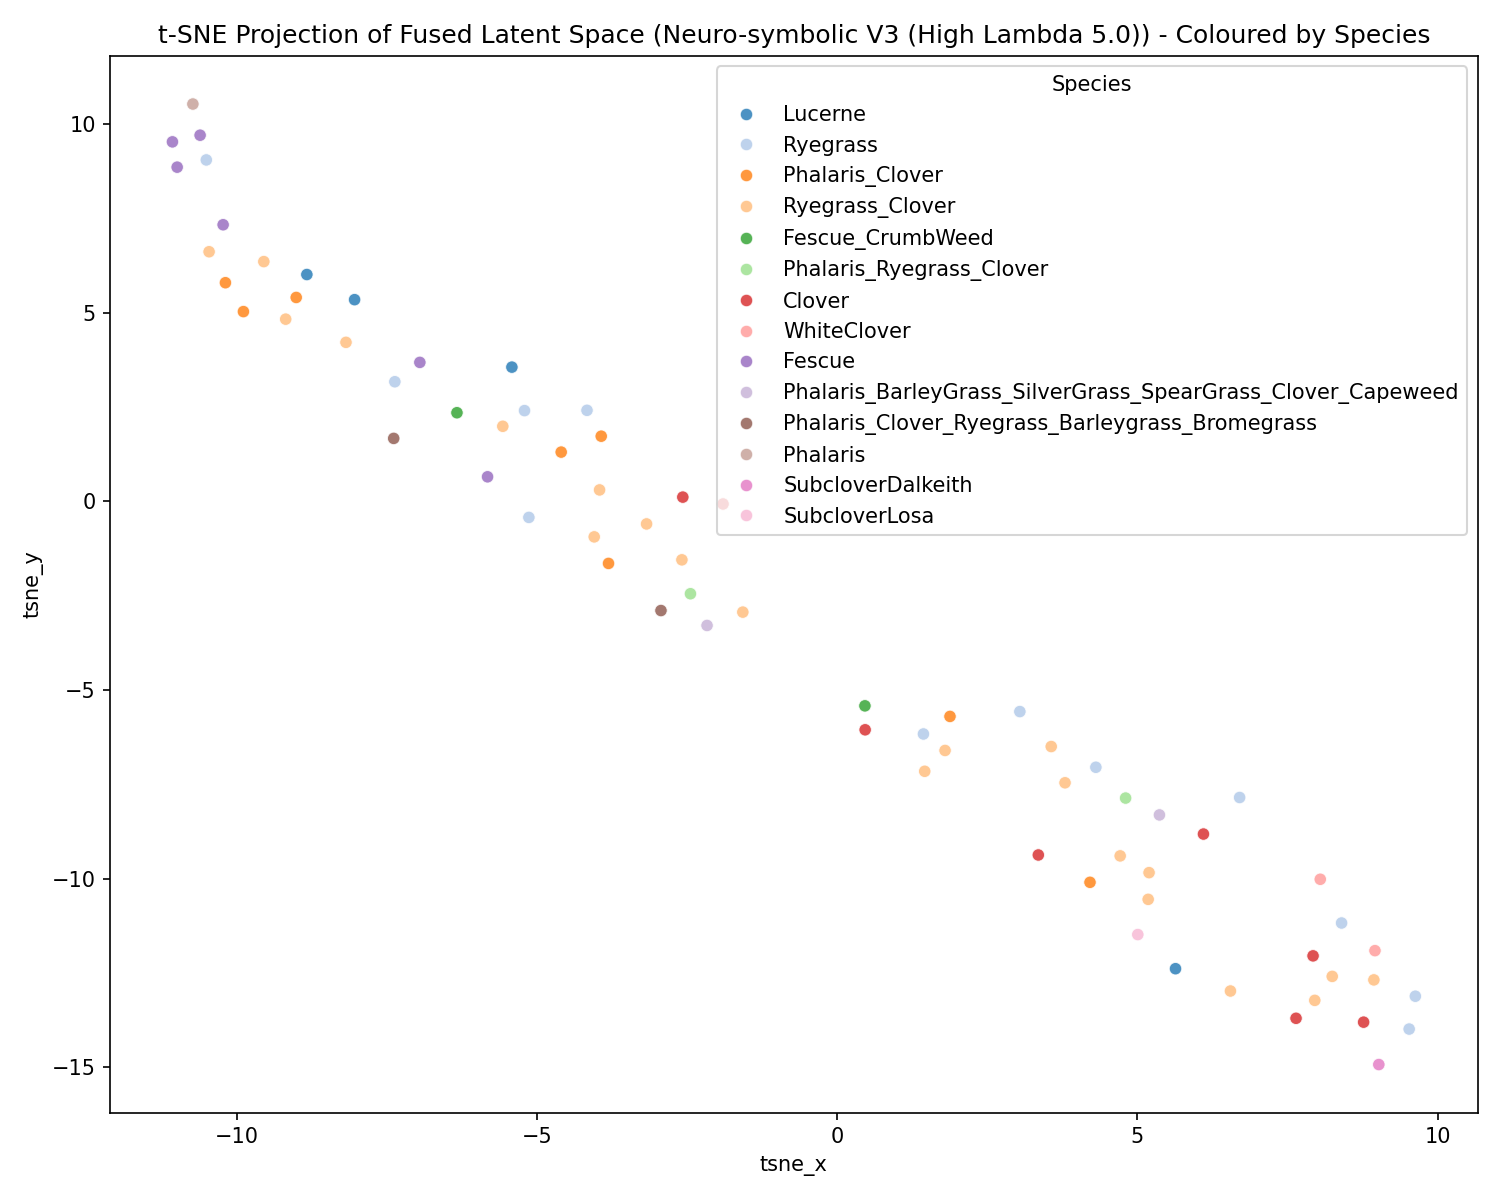 t-SNE Projection of Fused Latent Space (Neuro-symbolic V3 (High Lambda 5.0)) - Coloured by Species
Species
Lucerne
Ryegrass
Phalaris_Clover
Ryegrass_Clover
Fescue_CrumbWeed
Phalaris_Ryegrass_Clover
Clover
WhiteClover
Fescue
Phalaris_BarleyGrass_SilverGrass_SpearGrass_Clover_Capeweed
Phalaris_Clover_Ryegrass_Barleygrass_Bromegrass
Phalaris
SubcloverDalkeith
SubcloverLosa
10
5
0
−5
−10
−15
tsne_y
−10
−5
0
5
10
tsne_x